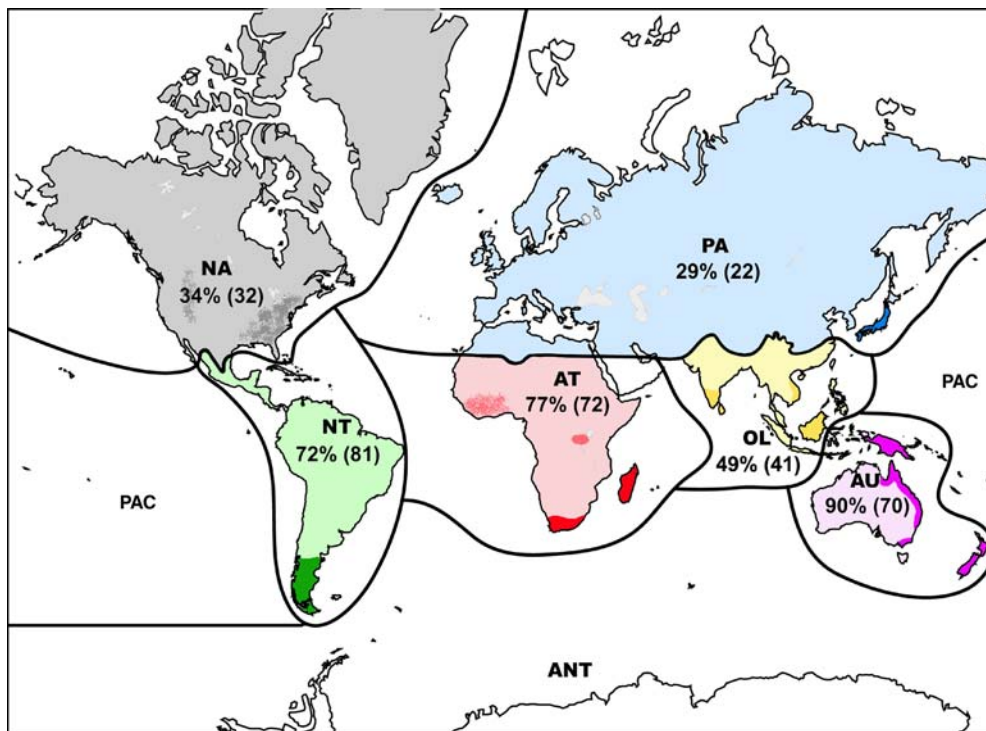 NA
34% (32)
PA
29% (22)
AT
77% (72)
PAC
NT
72% (81)
OL
49% (41)
AU
90% (70)
PAC
ANT